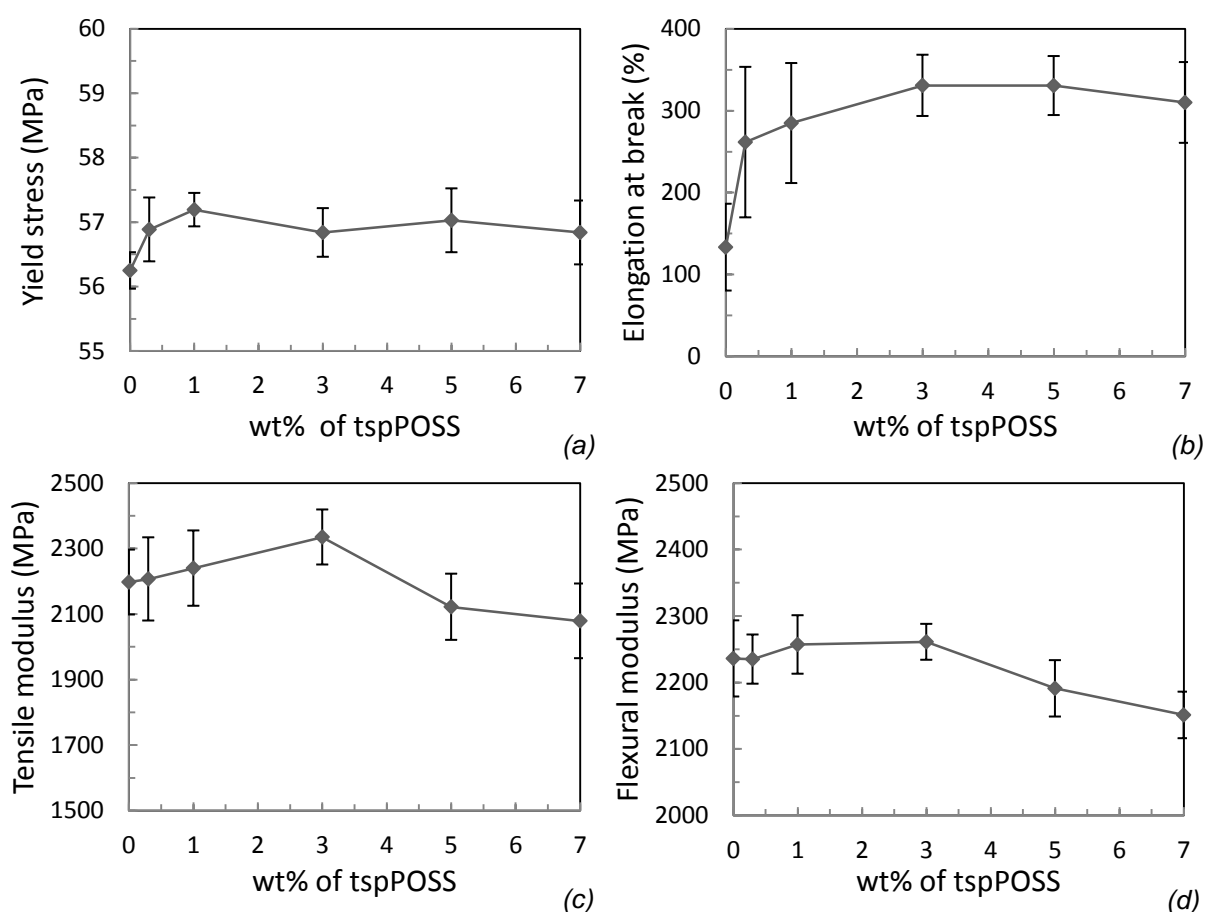 Yield stress (MPa)
60
59
58
57
56
55
0 1 2 3 4 5 6 7
wt% of tspPOSS
(a)
Elongation at break (%)
400
300
200
100
0
0 1 2 3 4 5 6 7
wt% of tspPOSS
(b)
Tensile modulus (MPa)
2500
2300
2100
1900
1700
1500
0 1 2 3 4 5 6 7
wt% of tspPOSS
(c)
Flexural modulus (MPa)
2500
2400
2300
2200
2100
2000
0 1 2 3 4 5 6 7
wt% of tspPOSS
(d)